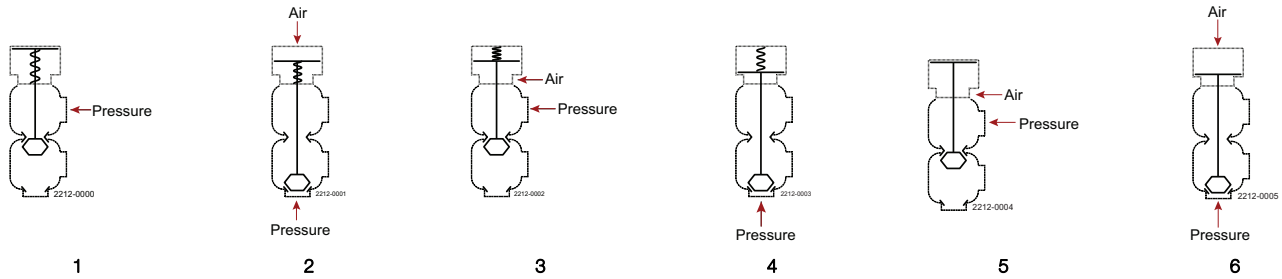 Air
Pressure
2212-0000
1
Air
2212-0001
Pressure
2
Air
Pressure
2212-0002
3
2212-0003
Pressure
4
Air
Pressure
2212-0004
5
Air
2212-0005
Pressure
6